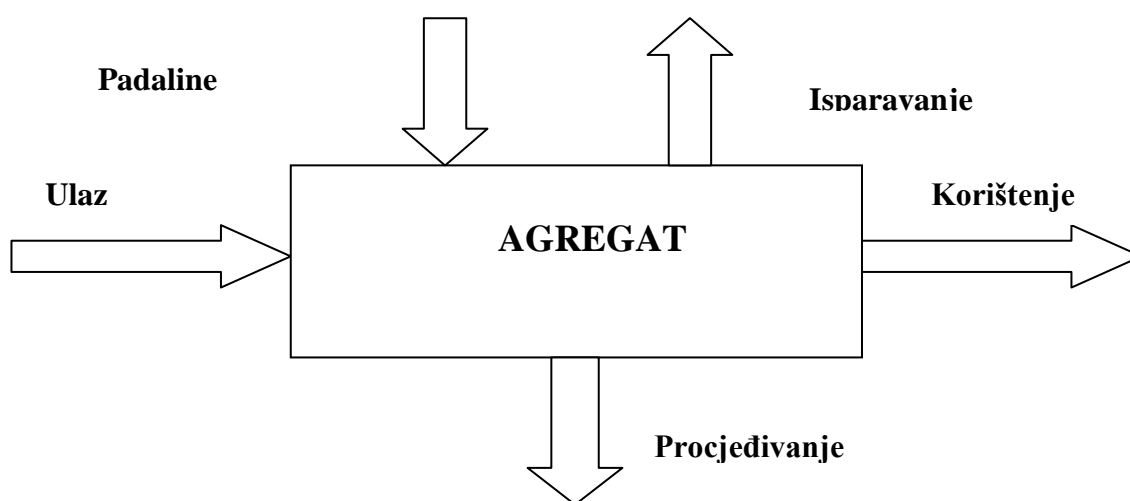 Padaline
Isparavanje
Ulaz
Korištenje
AGREGAT
Procjeđivanje